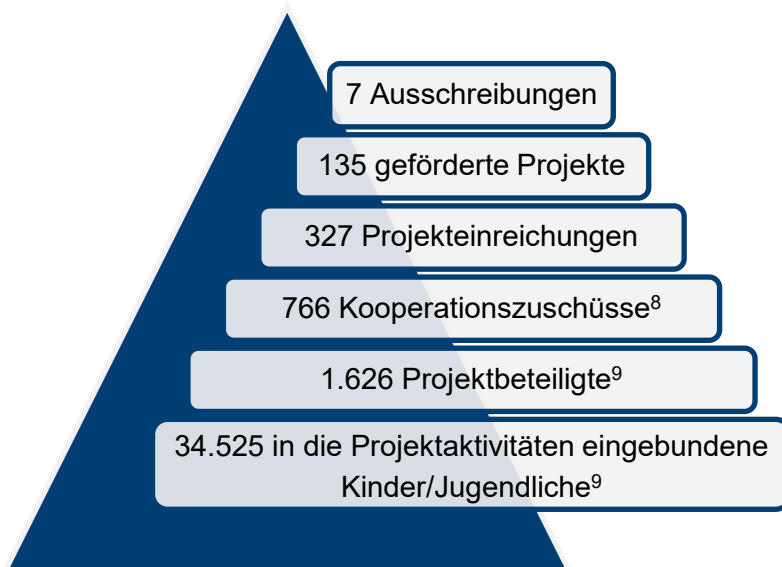 7 Ausschreibungen
135 geförderte Projekte
327 Projekteinreichungen
766 Kooperationszuschüsse⁸
1.626 Projektbeteiligte⁹
34.525 in die Projektaktivitäten eingebundene
Kinder/Jugendliche⁹